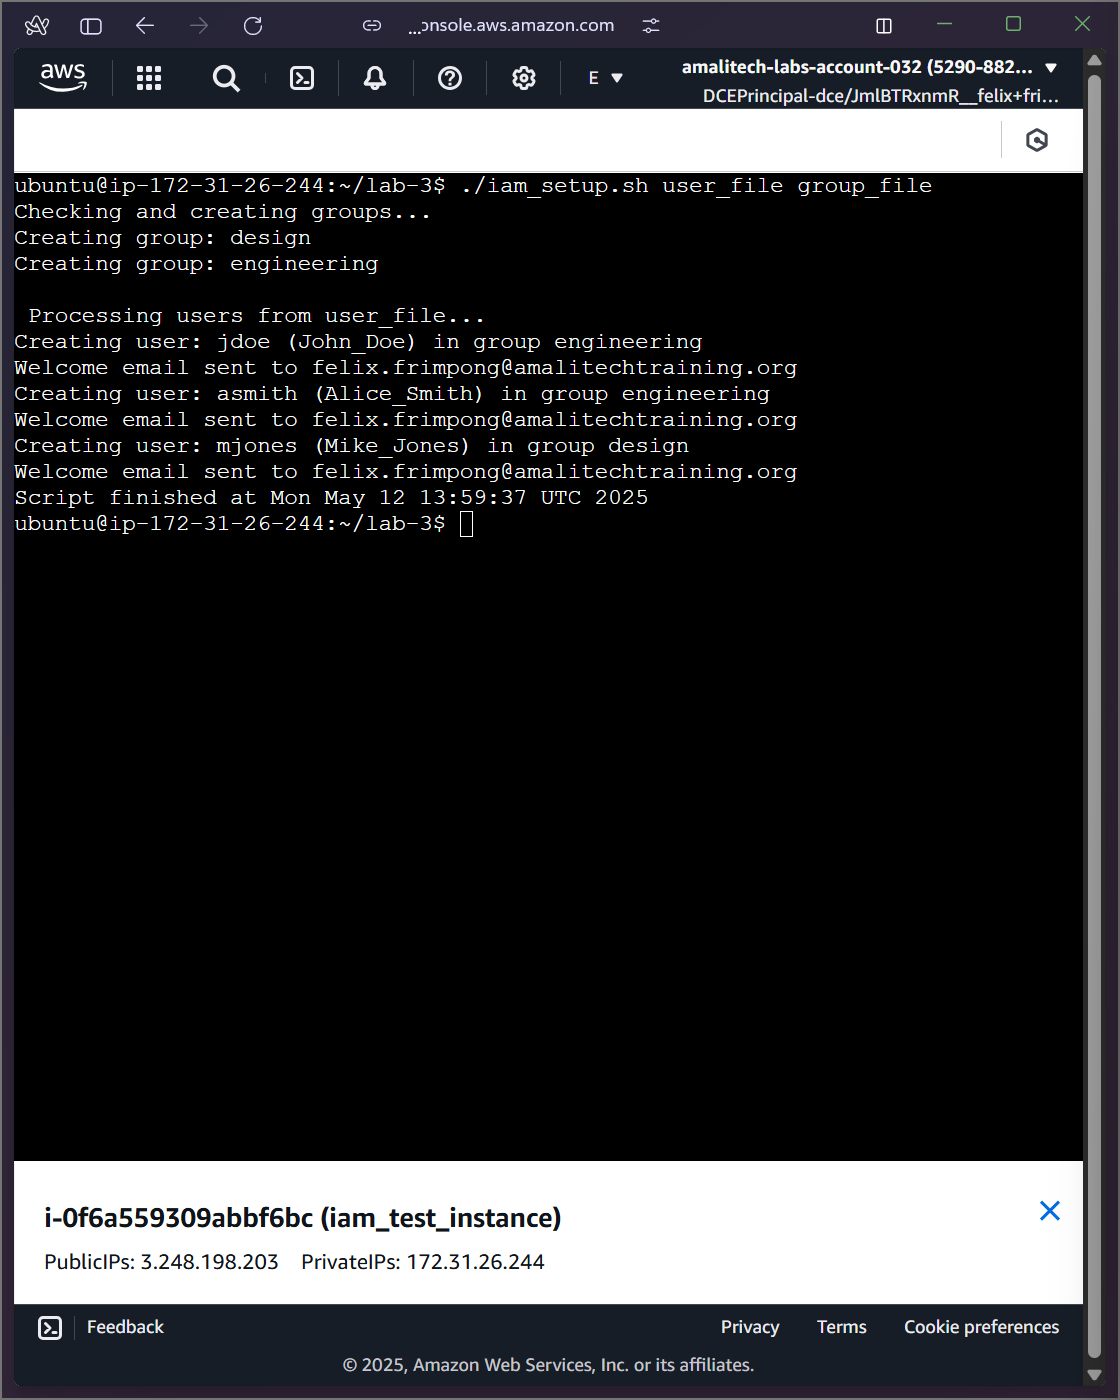 ...onsole.aws.amazon.com
aws
E
amalitech-labs-account-032 (5290-882...
DCEPrincipal-dce/JmlBTRxnmR__felix+fri...
ubuntu@ip-172-31-26-244:~/lab-3$ ./iam_setup.sh user_file group_file
Checking and creating groups...
Creating group: design
Creating group: engineering
Processing users from user_file...
Creating user: jdoe (John_Doe) in group engineering
Welcome email sent to felix.frimpong@amalitechtraining.org
Creating user: asmith (Alice_Smith) in group engineering
Welcome email sent to felix.frimpong@amalitechtraining.org
Creating user: mjones (Mike_Jones) in group design
Welcome email sent to felix.frimpong@amalitechtraining.org
Script finished at Mon May 12 13:59:37 UTC 2025
ubuntu@ip-172-31-26-244:~/lab-3$
i-0f6a559309abbf6bc (iam_test_instance)
PublicIPs: 3.248.198.203 PrivateIPs: 172.31.26.244
Feedback Privacy Terms Cookie preferences
© 2025, Amazon Web Services, Inc. or its affiliates.